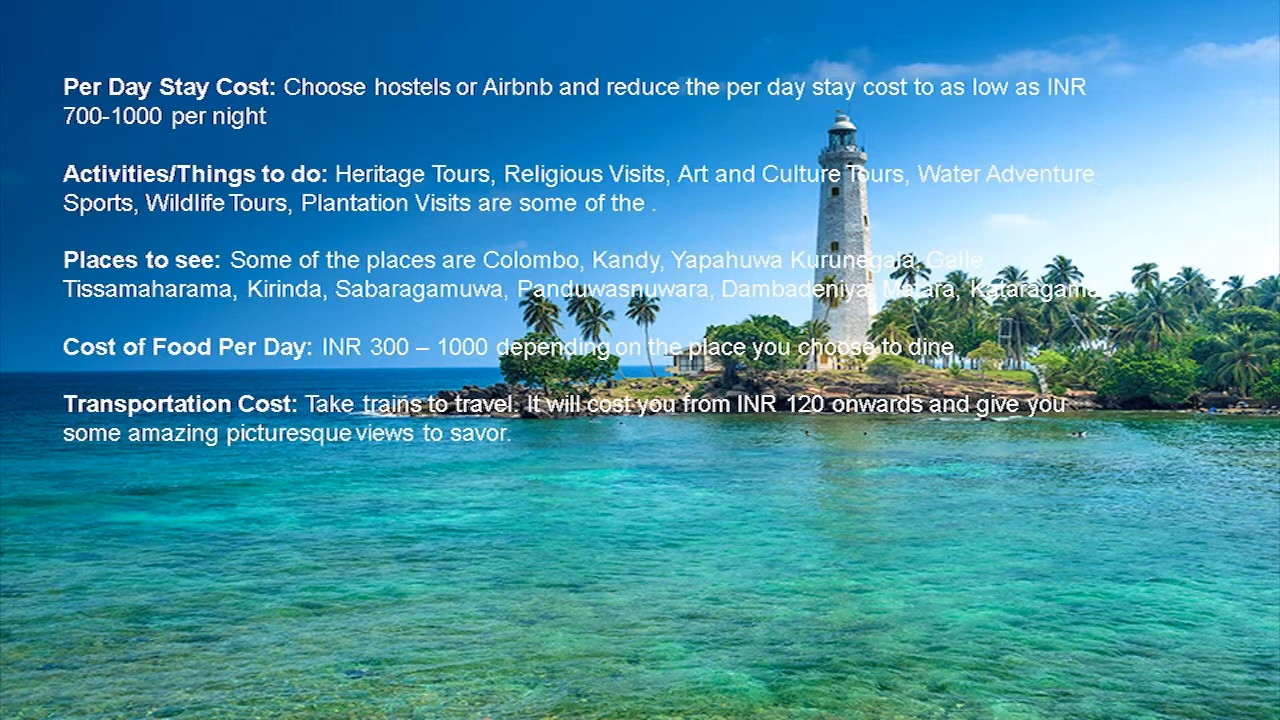 Per Day Stay Cost: Choose hostels or Airbnb and reduce the per day stay cost to as low as INR
700-1000 per night
Activities/Things to do: Heritage Tours, Religious Visits, Art and Culture Tours, Water Adventure
Sports, Wildlife Tours, Plantation Visits are some of the .
Places to see: Some of the places are Colombo, Kandy, Yapahuwa Kurunegala, Galle,
Tissamaharama, Kirinda, Sabaragamuwa, Panduwasnuwara, Dambadeniya, Matara, Kataragama
Cost of Food Per Day: INR 300 – 1000 depending on the place you choose to dine
Transportation Cost: Take trains to travel. It will cost you from INR 120 onwards and give you
some amazing picturesque views to savor.